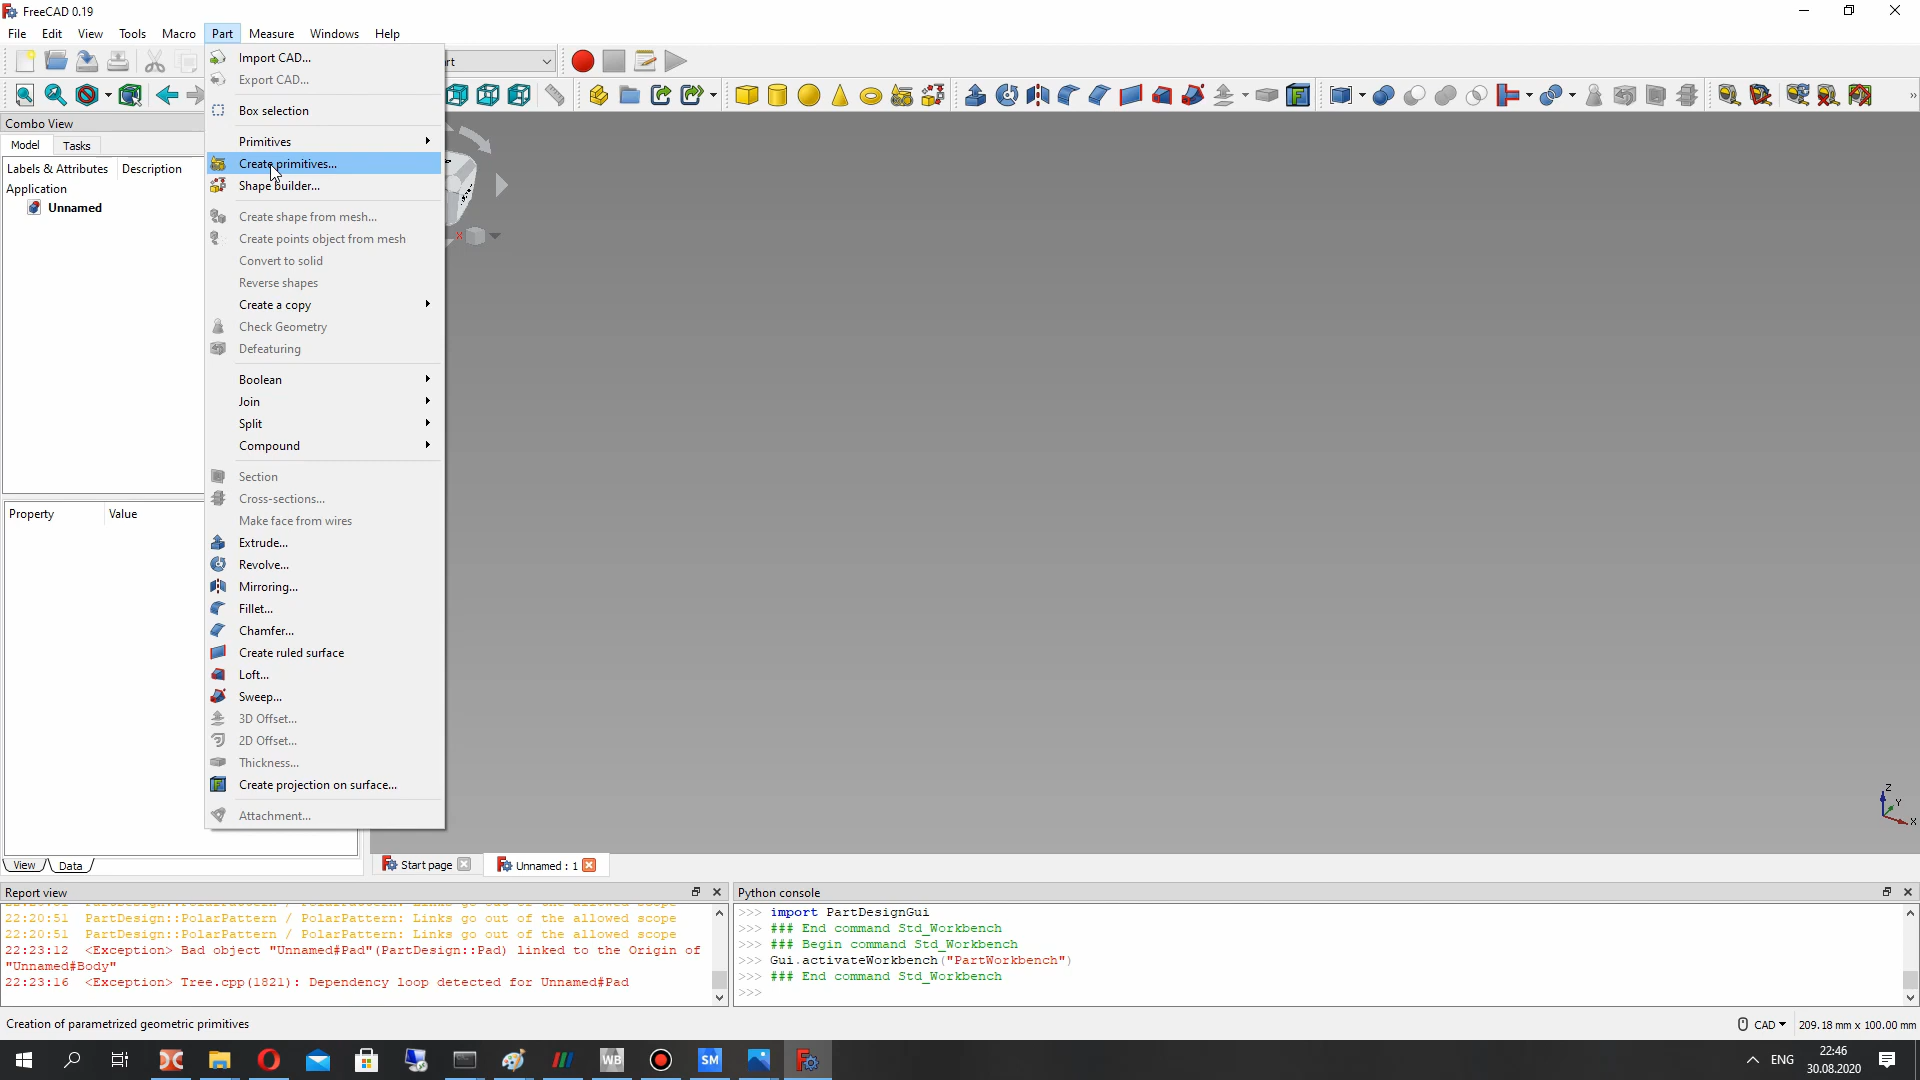 FreeCAD 0.19
File Edit View Tools Macro Part Measure Windows Help
rt
Import CAD...
Export CAD...
Box selection
Primitives
Create primitives...
Shape builder...
Create shape from mesh...
Create points object from mesh
Convert to solid
Reverse shapes
Create a copy
Check Geometry
Defeaturing
Boolean
Join
Split
Compound
Section
Cross-sections...
Make face from wires
Extrude...
Revolve...
Mirroring...
Fillet...
Chamfer...
Create ruled surface
Loft...
Sweep...
3D Offset...
2D Offset...
Thickness...
Create projection on surface...
Attachment...
Combo View
Model Tasks
Labels & Attributes Description
Application
Unnamed
Property Value
View Data
X
Z
Y
X
Start page Unnamed : 1
Report view
22:20:51 PartDesign::PolarPattern / PolarPattern: Links go out of the allowed scope
22:20:51 PartDesign::PolarPattern / PolarPattern: Links go out of the allowed scope
22:23:12 <Exception> Bad object "Unnamed#Pad"(PartDesign::Pad) linked to the Origin of
"Unnamed#Body"
22:23:16 <Exception> Tree.cpp(1821): Dependency loop detected for Unnamed#Pad
Python console
>>> import PartDesignGui
>>> ### End command Std_Workbench
>>> ### Begin command Std_Workbench
>>> Gui.activateWorkbench("PartWorkbench")
>>> ### End command Std_Workbench
>>>
Creation of parametrized geometric primitives
CAD 209.18 mm x 100.00 mm
WB SM
ENG
22:46
30.08.2020